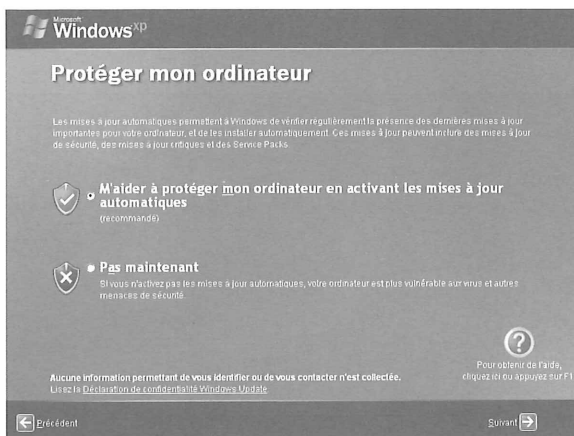 Microsoft
Windows xp
Protéger mon ordinateur
Les mises à jour automatiques permettent à Windows de vérifier régulièrement la présence des dernières mises à jour
importantes pour votre ordinateur, et de les installer automatiquement. Ces mises à jour peuvent inclure des mises à jour
de sécurité, des mises à jour critiques et des Service Packs.
M'aider à protéger mon ordinateur en activant les mises à jour
automatiques
(recommandé)
Pas maintenant
Si vous n'activez pas les mises à jour automatiques, votre ordinateur est plus vulnérable aux virus et autres
menaces de sécurité.
Pour obtenir de l'aide,
cliquez ici ou appuyez sur F1
Aucune information permettant de vous identifier ou de vous contacter n'est collectée.
Lisez la Déclaration de confidentialité Windows Update.
Précédent
Suivant